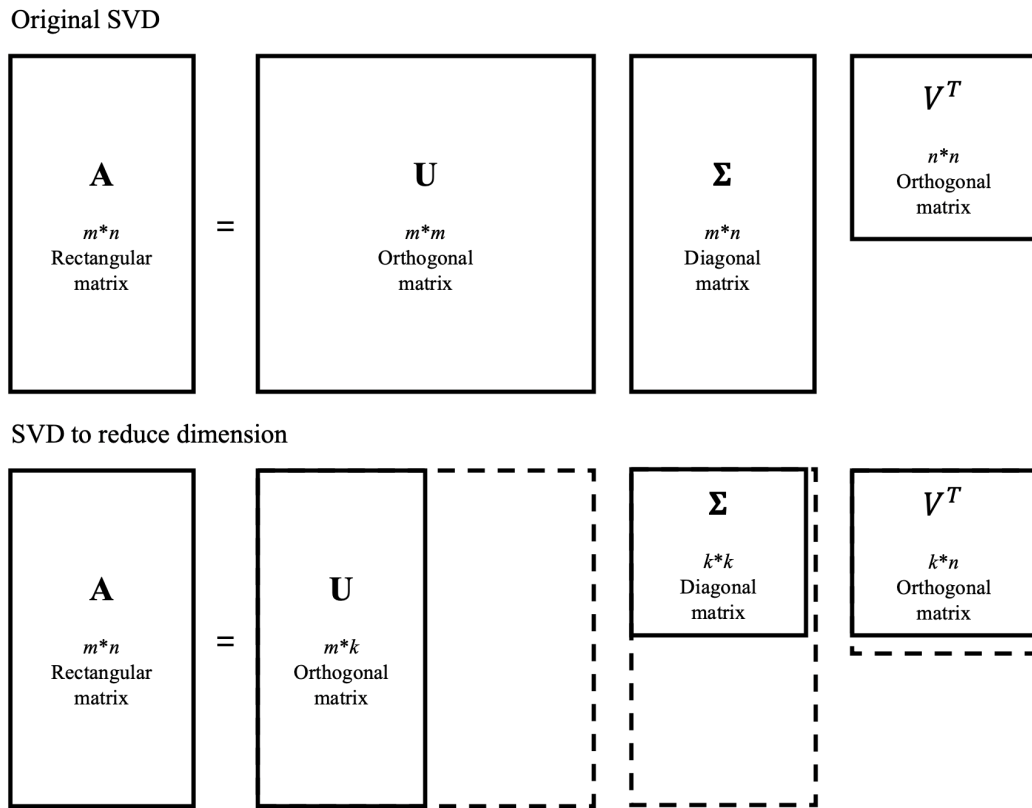 Original SVD
A
m*n
Rectangular
matrix
=
U
m*m
Orthogonal
matrix
Σ
m*n
Diagonal
matrix
V^T
n*n
Orthogonal
matrix
SVD to reduce dimension
A
m*n
Rectangular
matrix
=
U
m*k
Orthogonal
matrix
Σ
k*k
Diagonal
matrix
V^T
k*n
Orthogonal
matrix